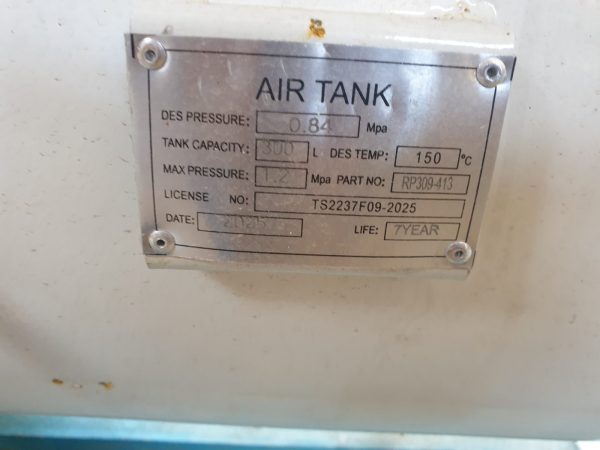 AIR TANK
DES PRESSURE: 0.84 Mpa
TANK CAPACITY: 300 L DES TEMP: 150 °C
MAX PRESSURE: 1.2 Mpa PART NO: RP309-413
LICENSE NO: TS2237F09-2025
DATE:
LIFE: 7YEAR